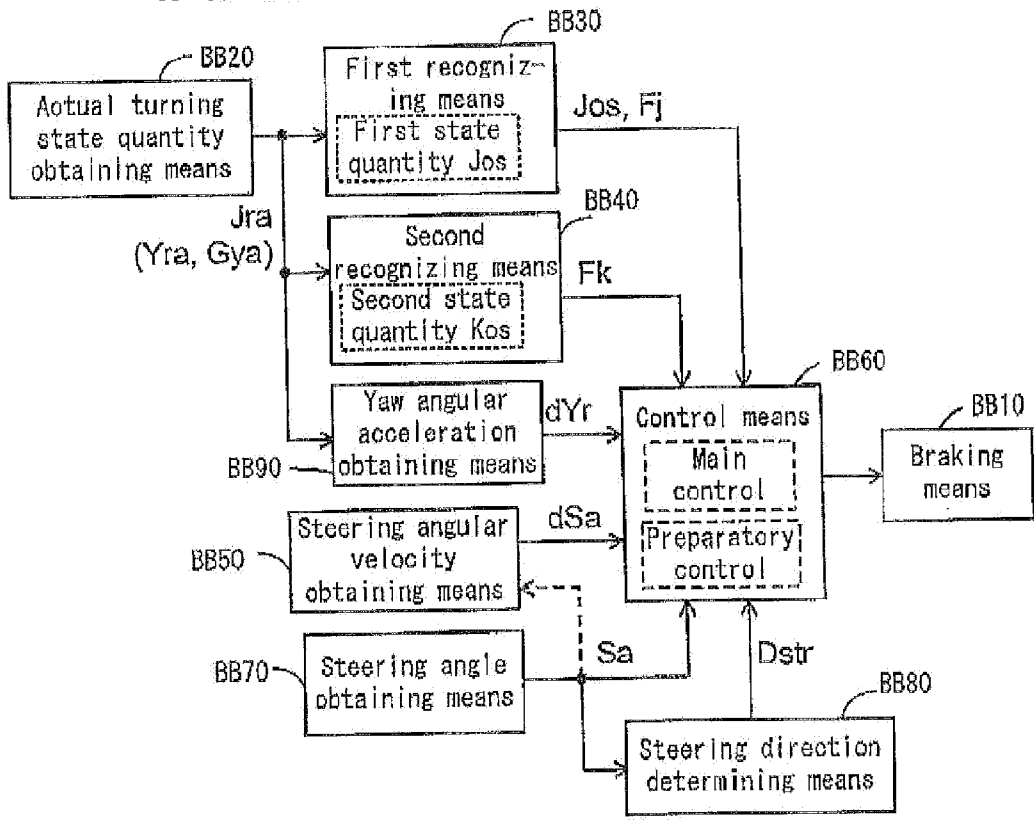 BB30
BB20
First recogniz-
ing means
First state
quantity Jos
Aotual turning
state quantity
obtaining means
Jos, Fj
BB40
Jra
(Yra, Gya)
Second
recognizing means
Second state
quantity Kos
Fk
BB60
BB10
Yaw angular
acceleration
obtaining means
BB90
dYr
Control means
Main
control
Preparatory
control
Braking
means
Steering angular
velocity
obtaining means
BB50
dSa
BB70
Steering angle
obtaining means
Sa
Dstr
BB80
Steering direction
determining means